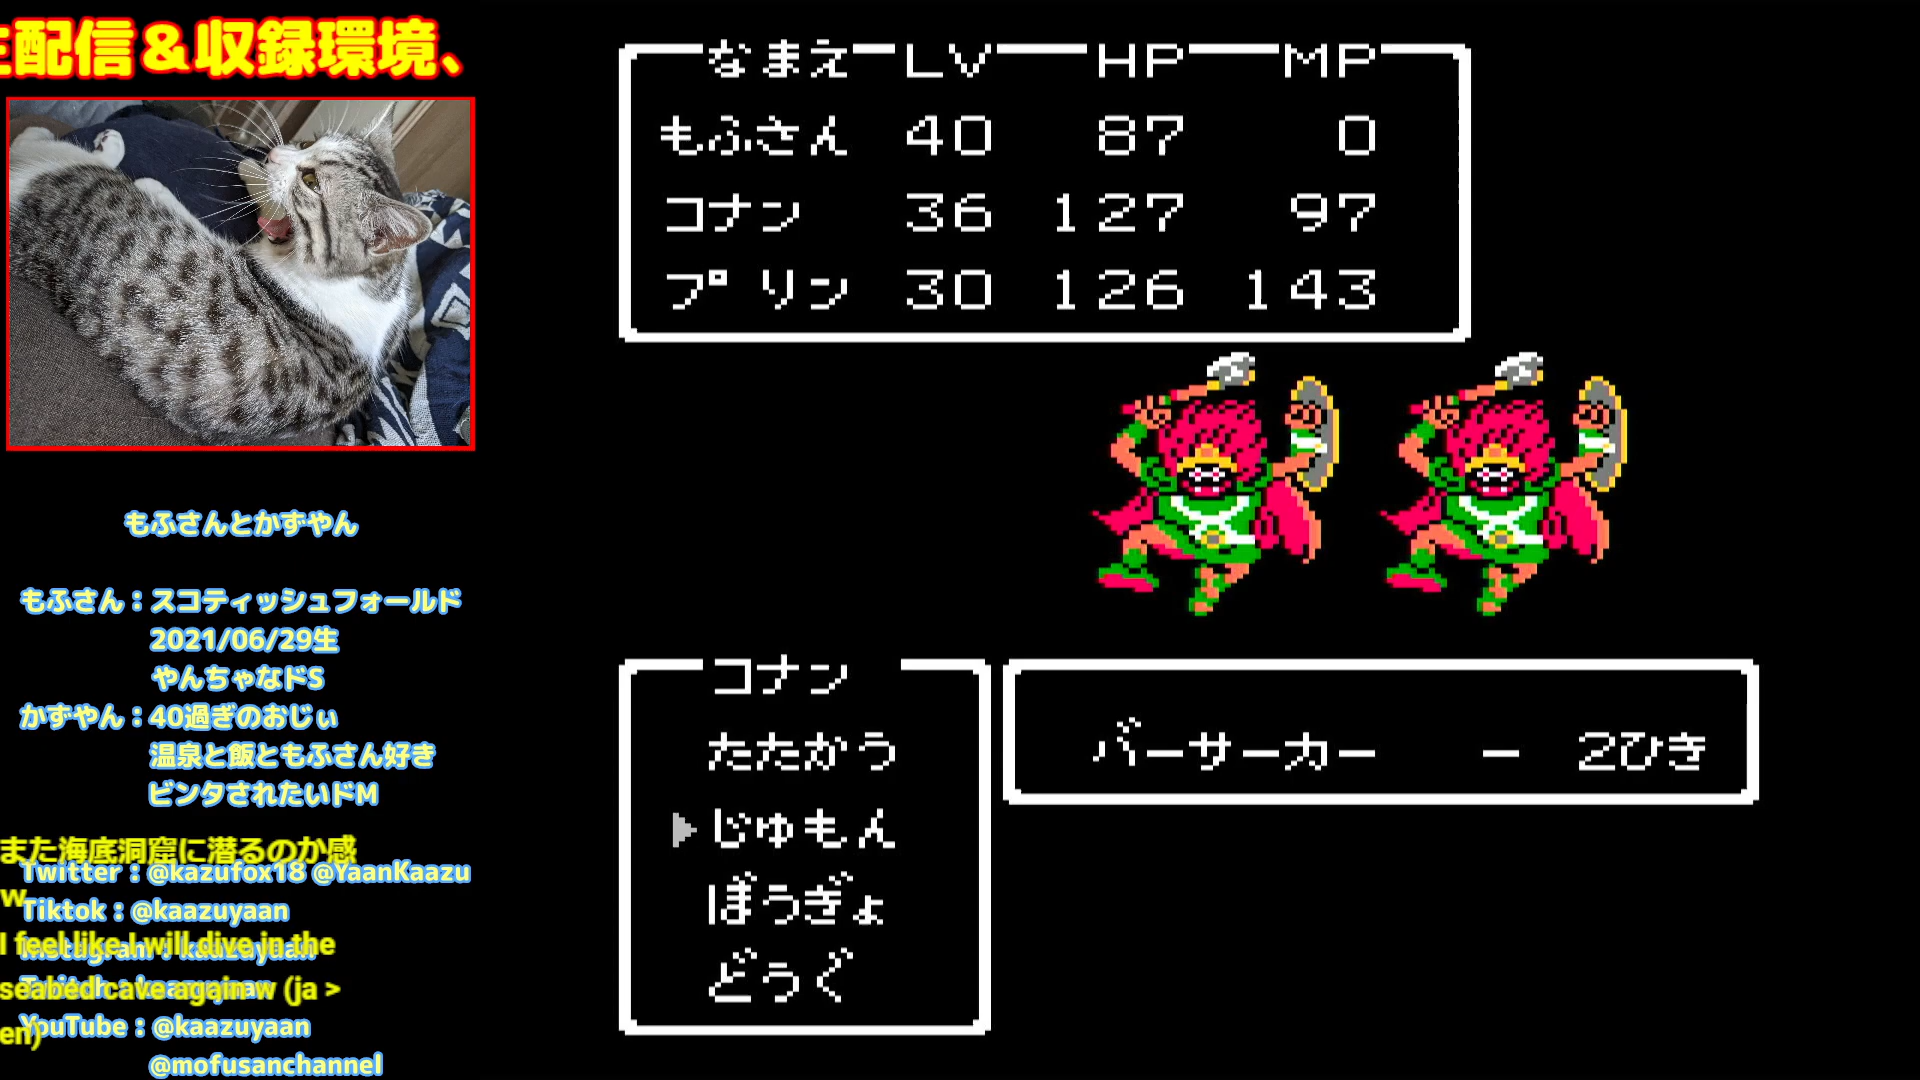 配信＆収録環境、
もふさんとかずやん
もふさん：スコティッシュフォールド
2021/06/29生
やんちゃなドS
かずやん：40過ぎのおじぃ
温泉と飯ともふさん好き
ビンタされたいドM
また海底洞窟に潜るのか感
w
Twitter：@kazufox18 @YaanKaazu
Tiktok：@kaazuyaan
I feel like I will dive in the
Instagram：kaazuyaan
seabed cave again w (ja >
en)
YouTube：@kaazuyaan
@mofusanchannel
なまえ LV HP MP
もふさん 40 87 0
コナン 36 127 97
プリン 30 126 143
コナン
たたかう
▶じゅもん
ぼうぎょ
どうぐ
バーサーカー ー 2ひき